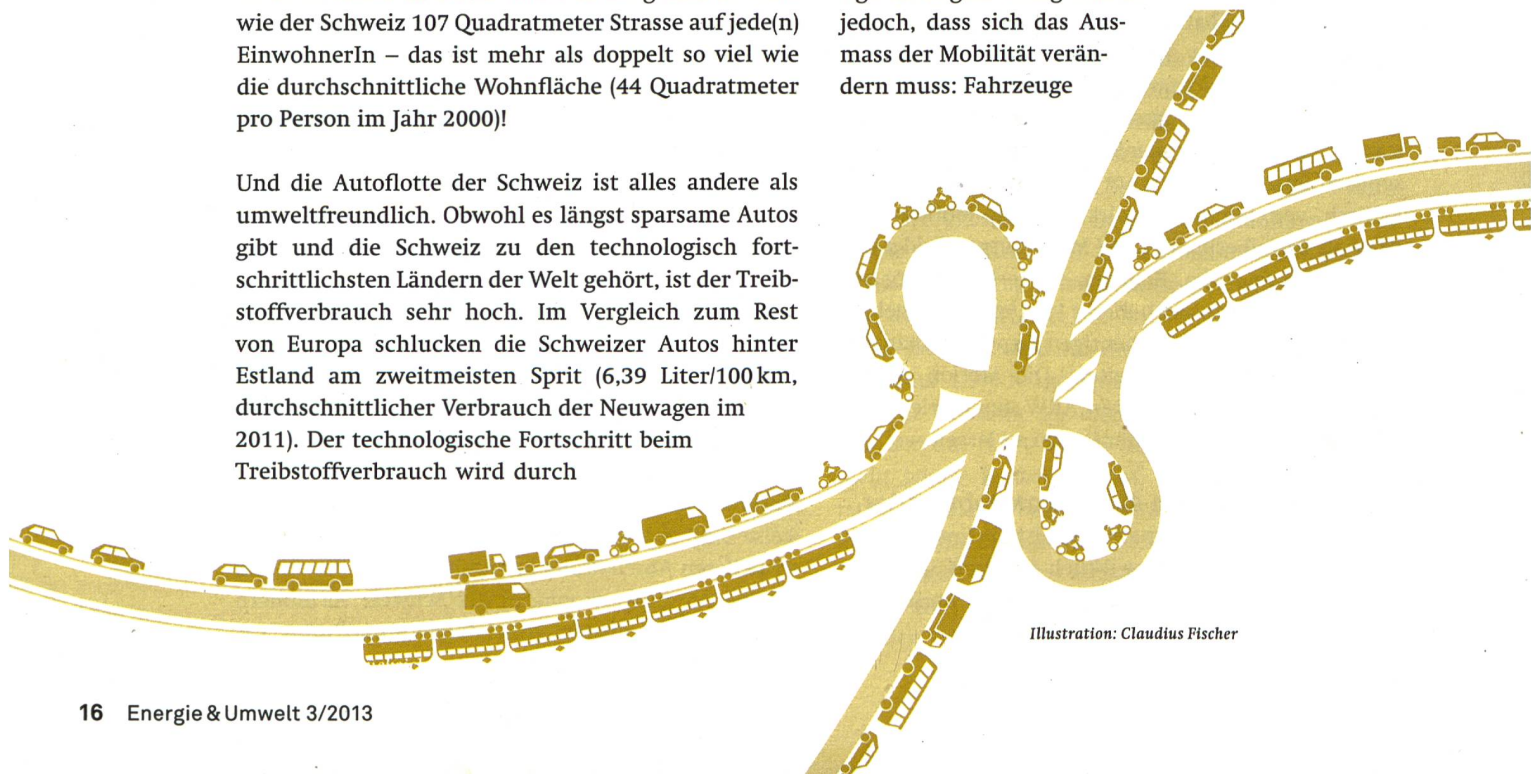 wie der Schweiz 107 Quadratmeter Strasse auf jede(n)
EinwohnerIn – das ist mehr als doppelt so viel wie
die durchschnittliche Wohnfläche (44 Quadratmeter
pro Person im Jahr 2000)!
Und die Autoflotte der Schweiz ist alles andere als
umweltfreundlich. Obwohl es längst sparsame Autos
gibt und die Schweiz zu den technologisch fort-
schrittlichsten Ländern der Welt gehört, ist der Treib-
stoffverbrauch sehr hoch. Im Vergleich zum Rest
von Europa schlucken die Schweizer Autos hinter
Estland am zweitmeisten Sprit (6,39 Liter/100 km,
durchschnittlicher Verbrauch der Neuwagen im
2011). Der technologische Fortschritt beim
Treibstoffverbrauch wird durch
jedoch, dass sich das Aus-
mass der Mobilität verän-
dern muss: Fahrzeuge
Illustration: Claudius Fischer
16 Energie & Umwelt 3/2013